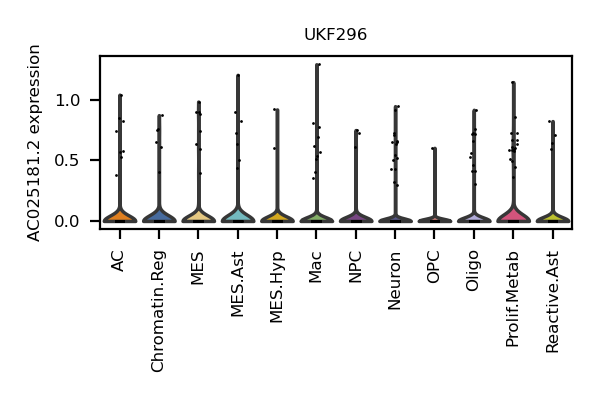 UKF296
AC025181.2 expression
1.0
0.5
0.0
AC
Chromatin.Reg
MES
MES.Ast
MES.Hyp
Mac
NPC
Neuron
OPC
Oligo
Prolif.Metab
Reactive.Ast